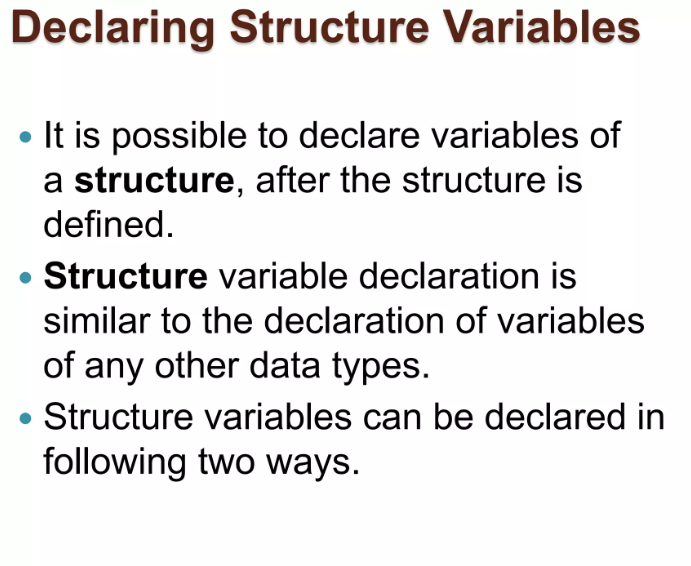 Declaring Structure Variables
• It is possible to declare variables of
a structure, after the structure is
defined.
• Structure variable declaration is
similar to the declaration of variables
of any other data types.
• Structure variables can be declared in
following two ways.